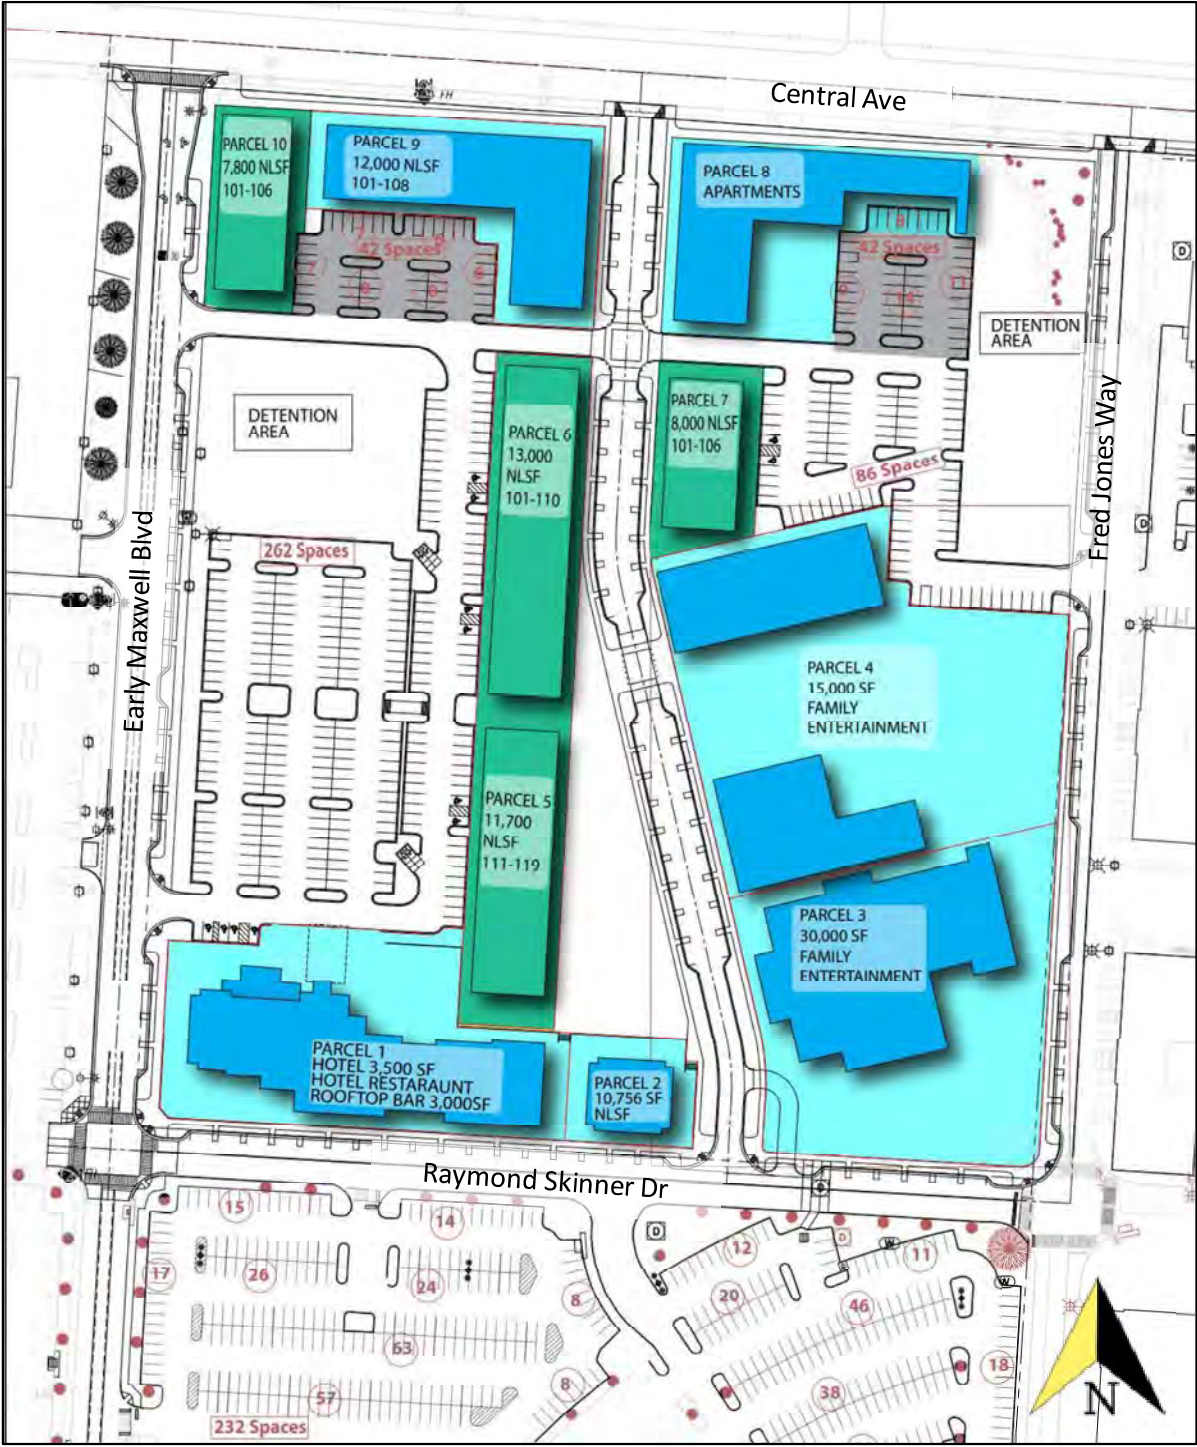 Central Ave
FH
PARCEL 10
7,800 NLSF
101-106
PARCEL 9
12,000 NLSF
101-108
PARCEL 8
APARTMENTS
42 Spaces
42 Spaces
8
14
11
DETENTION
AREA
DETENTION
AREA
PARCEL 6
13,000
NLSF
101-110
PARCEL 7
8,000 NLSF
101-106
86 Spaces
Fred Jones Way
Early Maxwell Blvd
262 Spaces
PARCEL 4
15,000 SF
FAMILY
ENTERTAINMENT
PARCEL 5
11,700
NLSF
111-119
PARCEL 3
30,000 SF
FAMILY
ENTERTAINMENT
PARCEL 1
HOTEL 3,500 SF
HOTEL RESTARAUNT
ROOFTOP BAR 3,000SF
PARCEL 2
10,756 SF
NLSF
Raymond Skinner Dr
15
14
12
11
17
26
24
20
46
8
63
18
8
57
38
232 Spaces
D
D
D
D
D
W
W
N